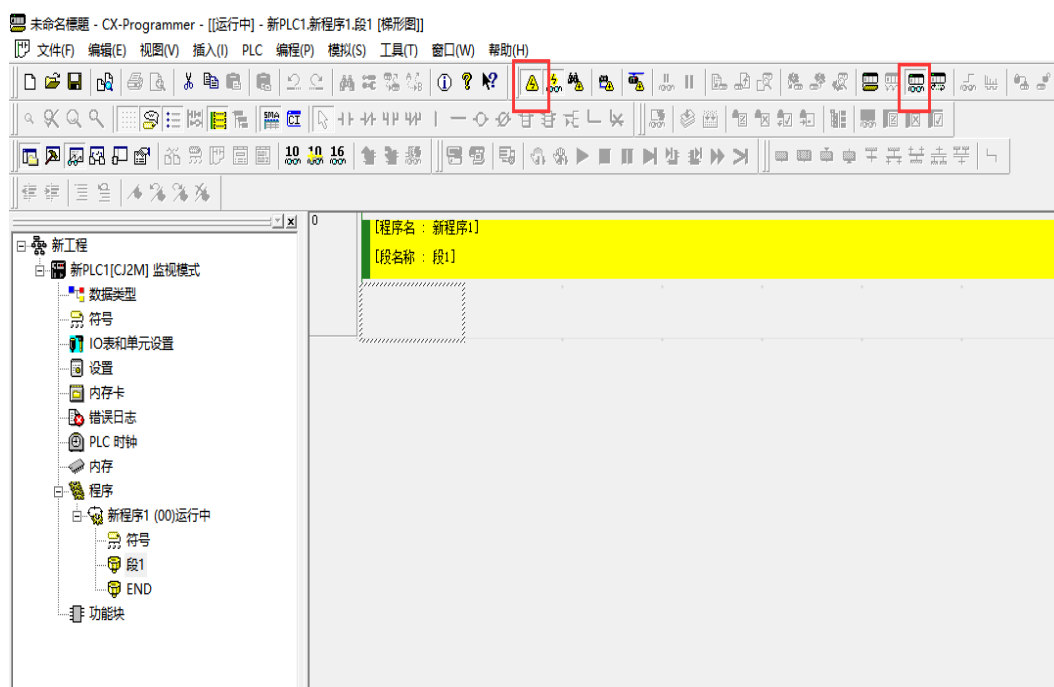 未命名標題 - CX-Programmer - [[运行中] - 新PLC1.新程序1.段1 [梯形图]]
文件(F) 编辑(E) 视图(V) 插入(I) PLC 编程(P) 模拟(S) 工具(T) 窗口(W) 帮助(H)
SMA CI
10 10 16
0
[程序名 : 新程序1]
[段名称 : 段1]
新工程
新PLC1[CJ2M] 监视模式
数据类型
符号
IO表和单元设置
设置
内存卡
错误日志
PLC 时钟
内存
程序
新程序1 (00)运行中
符号
段1
END
功能块